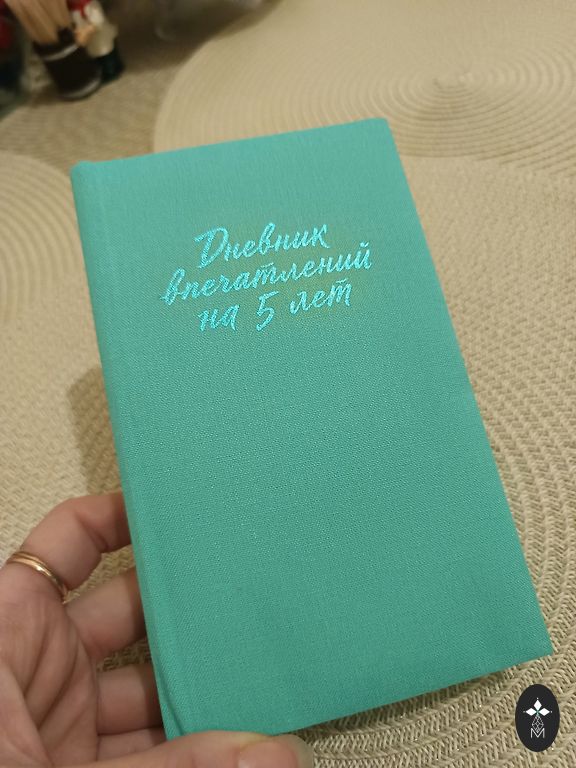 Дневник
впечатлений
на 5 лет